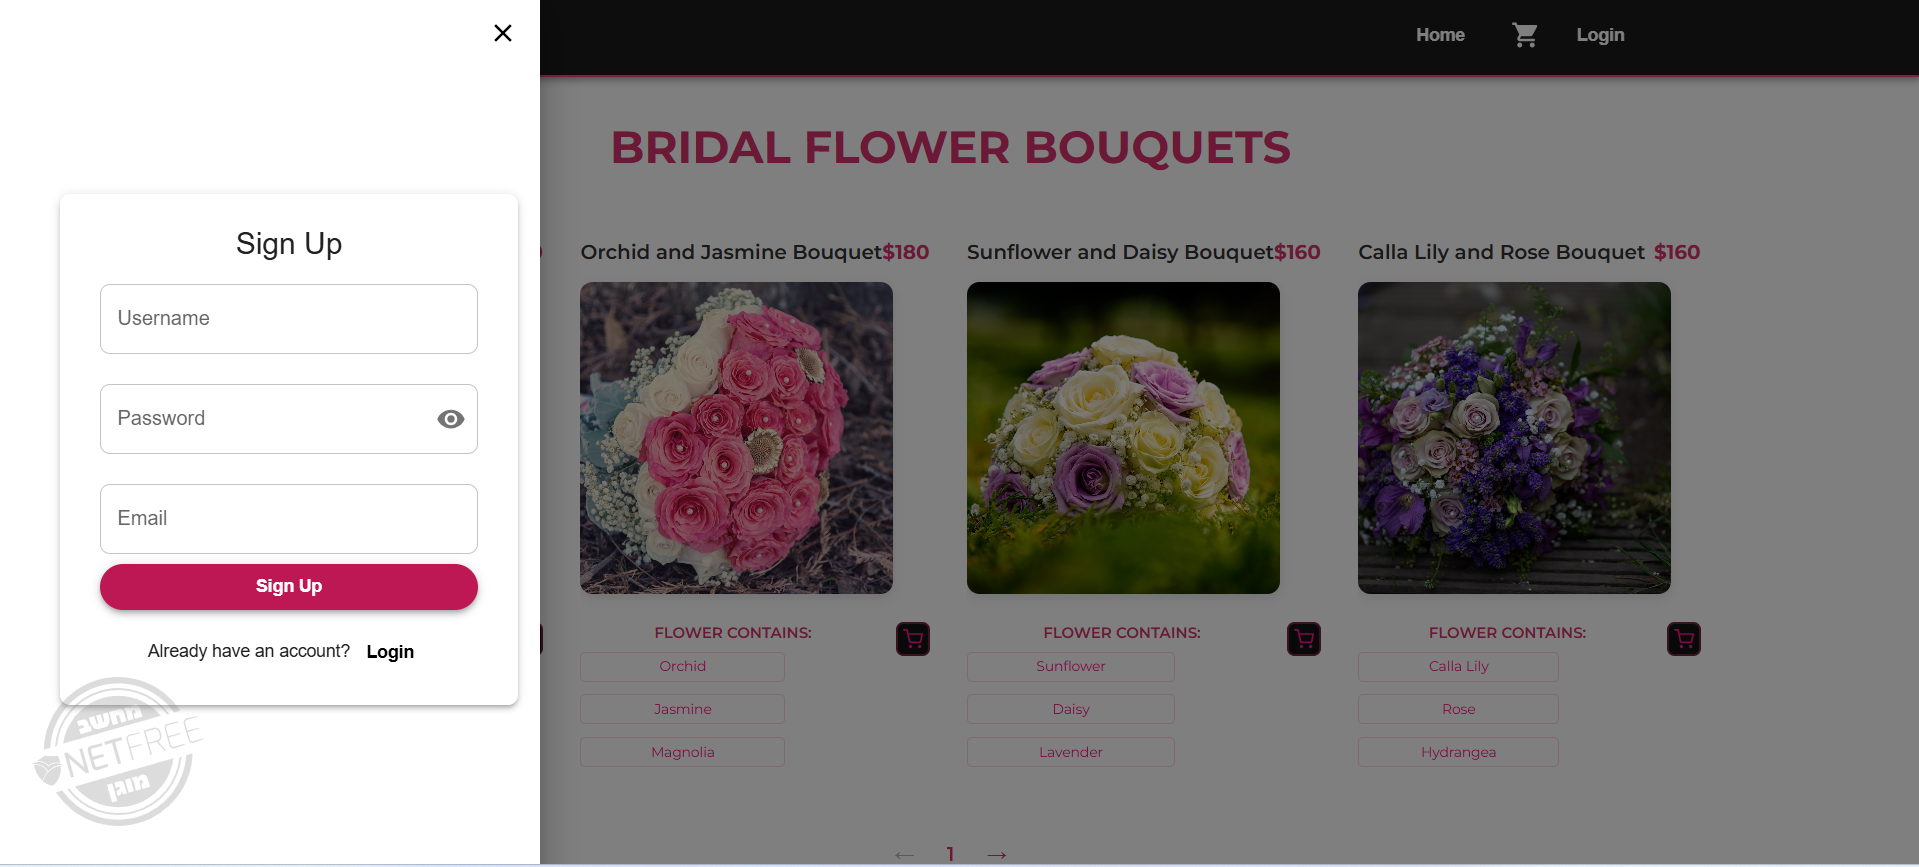 Home
Login
BRIDAL FLOWER BOUQUETS
Sign Up
Username
Password
Email
Sign Up
Already have an account? Login
מחשב
NETFREE
מוגן
Orchid and Jasmine Bouquet $180
Sunflower and Daisy Bouquet $160
Calla Lily and Rose Bouquet $160
FLOWER CONTAINS:
Orchid
Jasmine
Magnolia
FLOWER CONTAINS:
Sunflower
Daisy
Lavender
FLOWER CONTAINS:
Calla Lily
Rose
Hydrangea
← 1 →